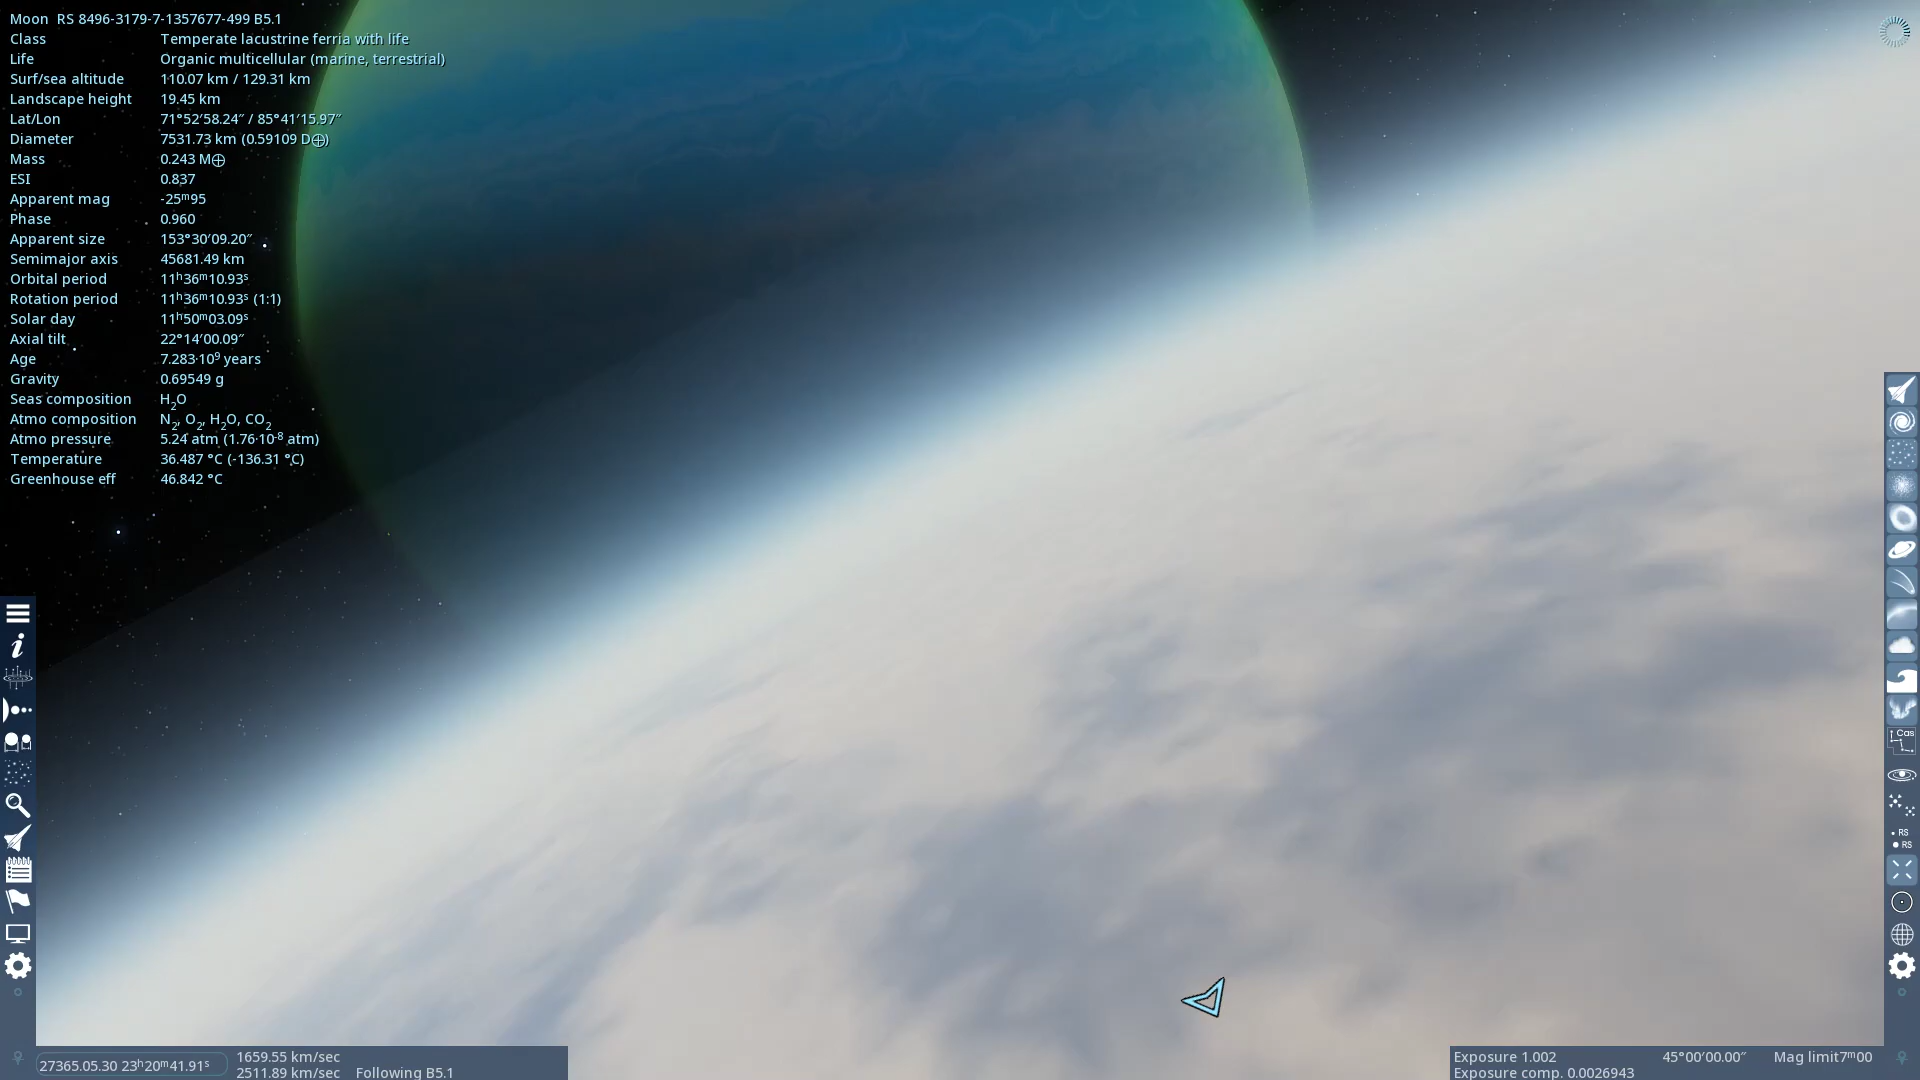 Moon RS 8496-3179-7-1357677-499 B5.1
Class Temperate lacustrine ferria with life
Life Organic multicellular (marine, terrestrial)
Surf/sea altitude 110.07 km / 129.31 km
Landscape height 19.45 km
Lat/Lon 71°52′58.24″ / 85°41′15.97″
Diameter 7531.73 km (0.59109 D⊕)
Mass 0.243 M⊕
ESI 0.837
Apparent mag -25ᵐ95
Phase 0.960
Apparent size 153°30′09.20″
Semimajor axis 45681.49 km
Orbital period 11ʰ36ᵐ10.93ˢ
Rotation period 11ʰ36ᵐ10.93ˢ (1:1)
Solar day 11ʰ50ᵐ03.09ˢ
Axial tilt 22°14′00.09″
Age 7.283·10⁹ years
Gravity 0.69549 g
Seas composition H₂O
Atmo composition N₂, O₂, H₂O, CO₂
Atmo pressure 5.24 atm (1.76·10⁻⁸ atm)
Temperature 36.487 °C (-136.31 °C)
Greenhouse eff 46.842 °C
Cas
RS
RS
27365.05.30 23ʰ20ᵐ41.91ˢ
1659.55 km/sec
2511.89 km/sec Following B5.1
Exposure 1.002 45°00′00.00″ Mag limit 7ᵐ00
Exposure comp. 0.0026943